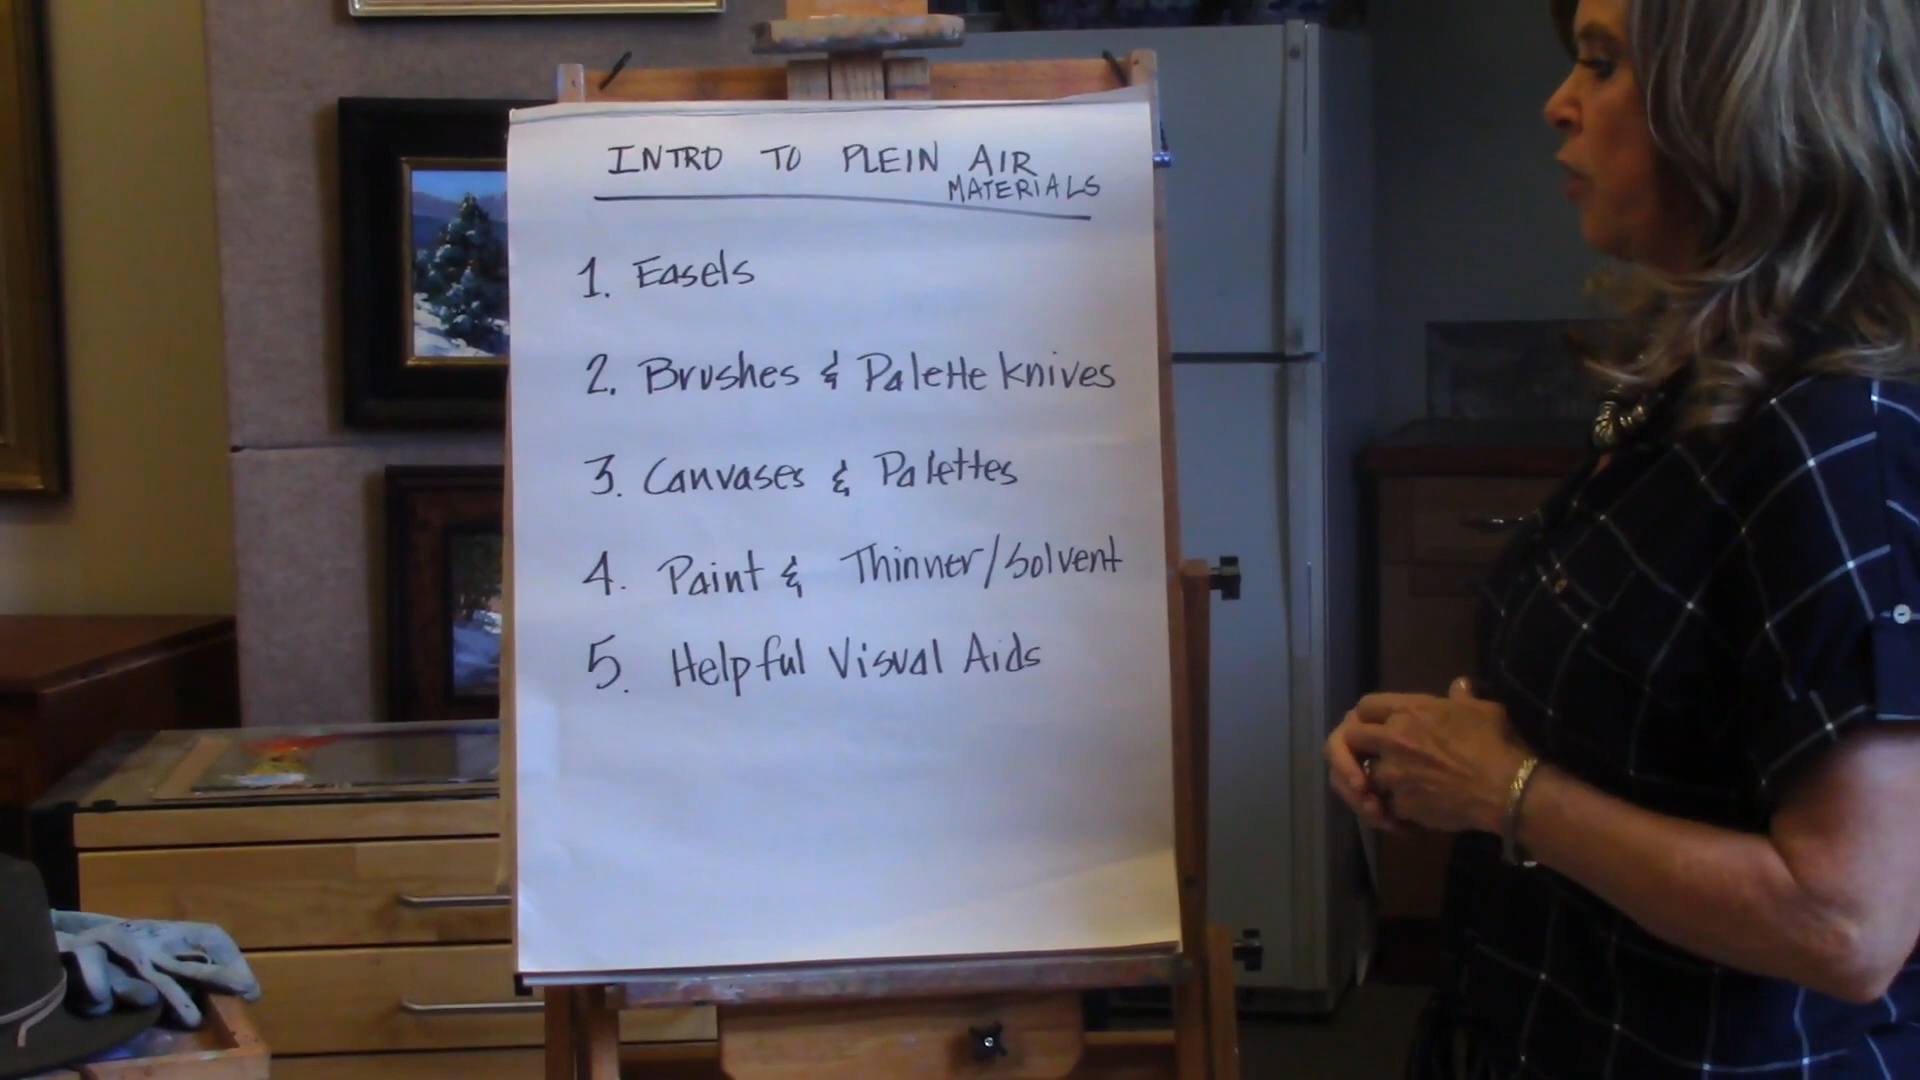 INTRO TO PLEIN AIR
MATERIALS
1. Easels
2. Brushes & Palette knives
3. Canvases & Palettes
4. Paint & Thinner/Solvent
5. Helpful Visual Aids